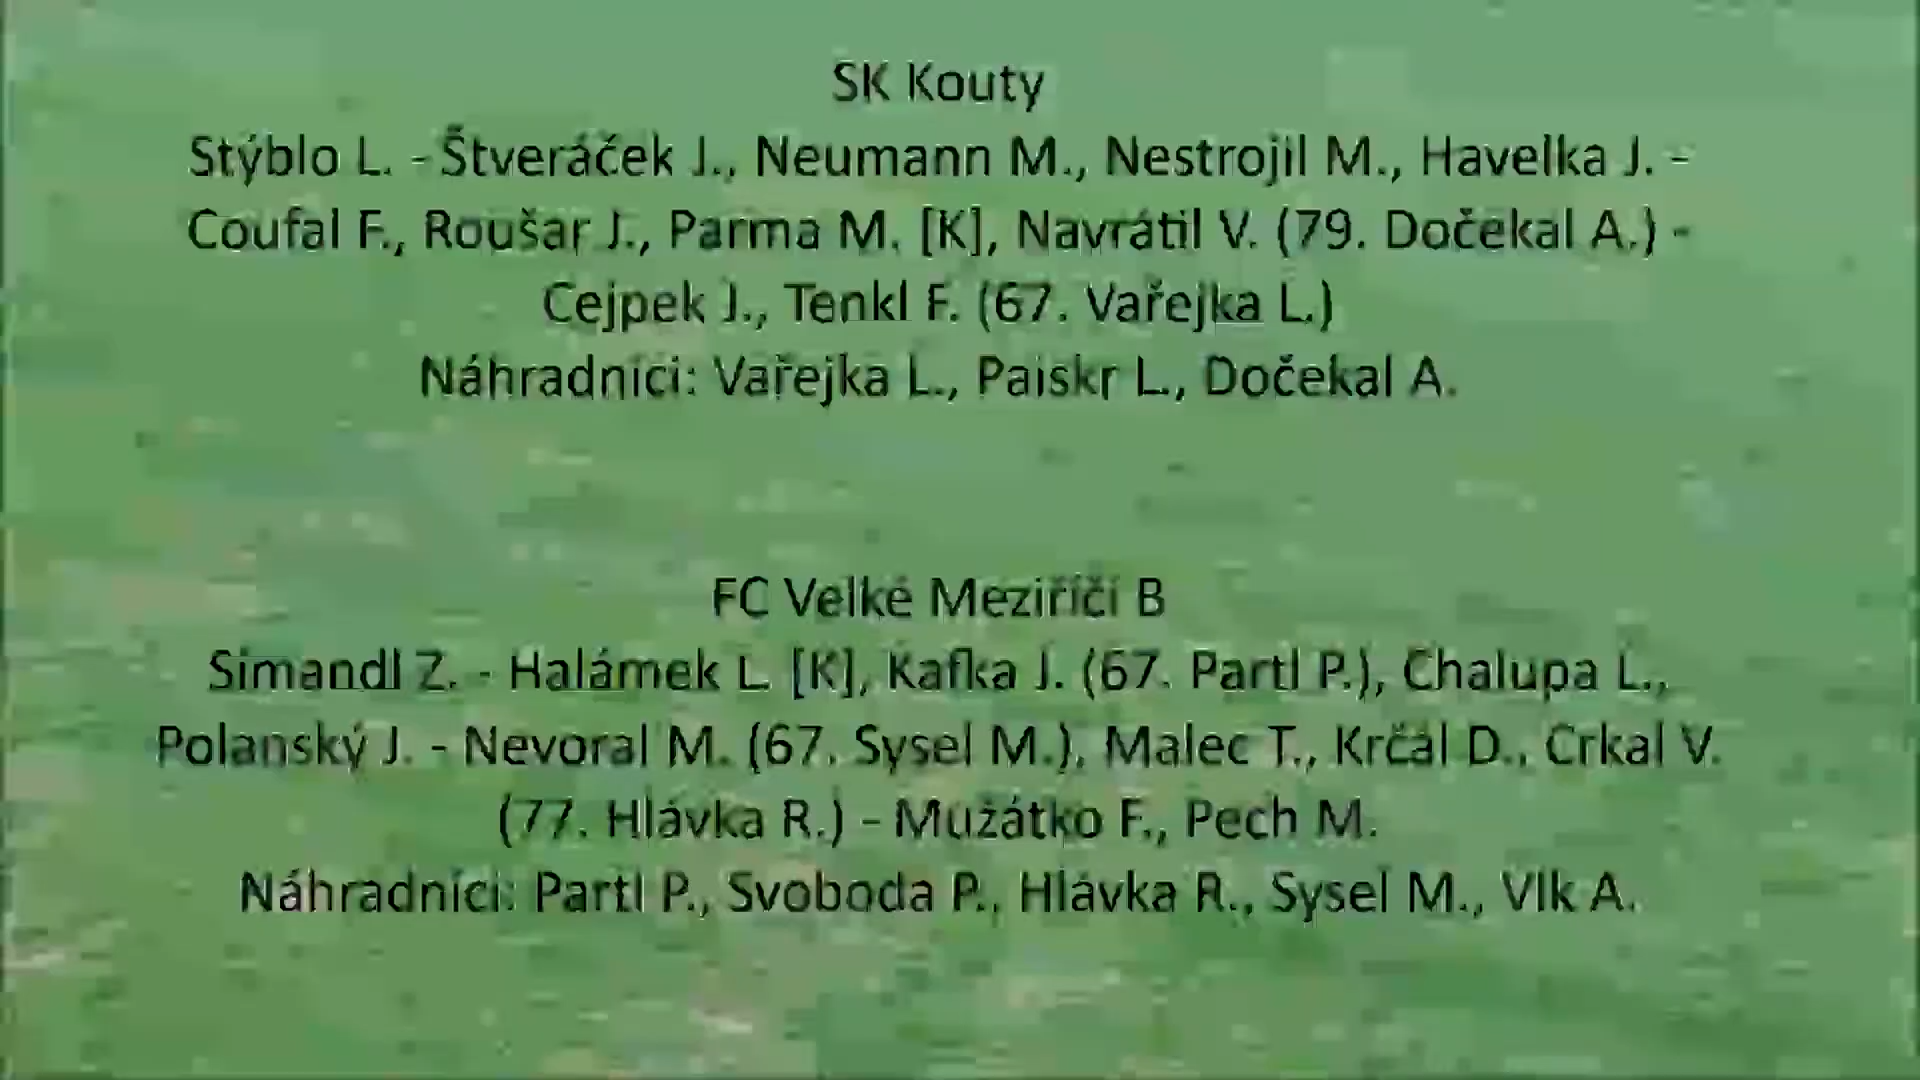 SK Kouty
Stýblo L. - Štveráček J., Neumann M., Nestrojil M., Havelka J. -
Coufal F., Roušar J., Parma M. [K], Navrátil V. (79. Dočekal A.) -
Cejpek J., Tenkl F. (67. Vařejka L.)
Náhradníci: Vařejka L., Paiskr L., Dočekal A.
FC Velké Meziříčí B
Simandl Z. - Halámek L. [K], Kafka J. (67. Partl P.), Chalupa L.,
Polanský J. - Nevoral M. (67. Sysel M.), Malec T., Krčál D., Crkal V.
(77. Hlávka R.) - Mužátko F., Pech M.
Náhradníci: Partl P., Svoboda P., Hlávka R., Sysel M., Vlk A.